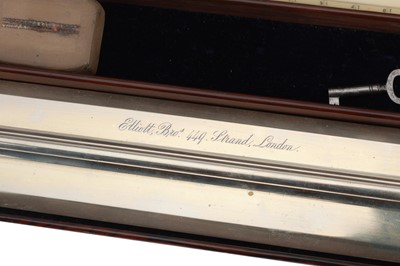 Elliott, Bros. 449. Strand, London.